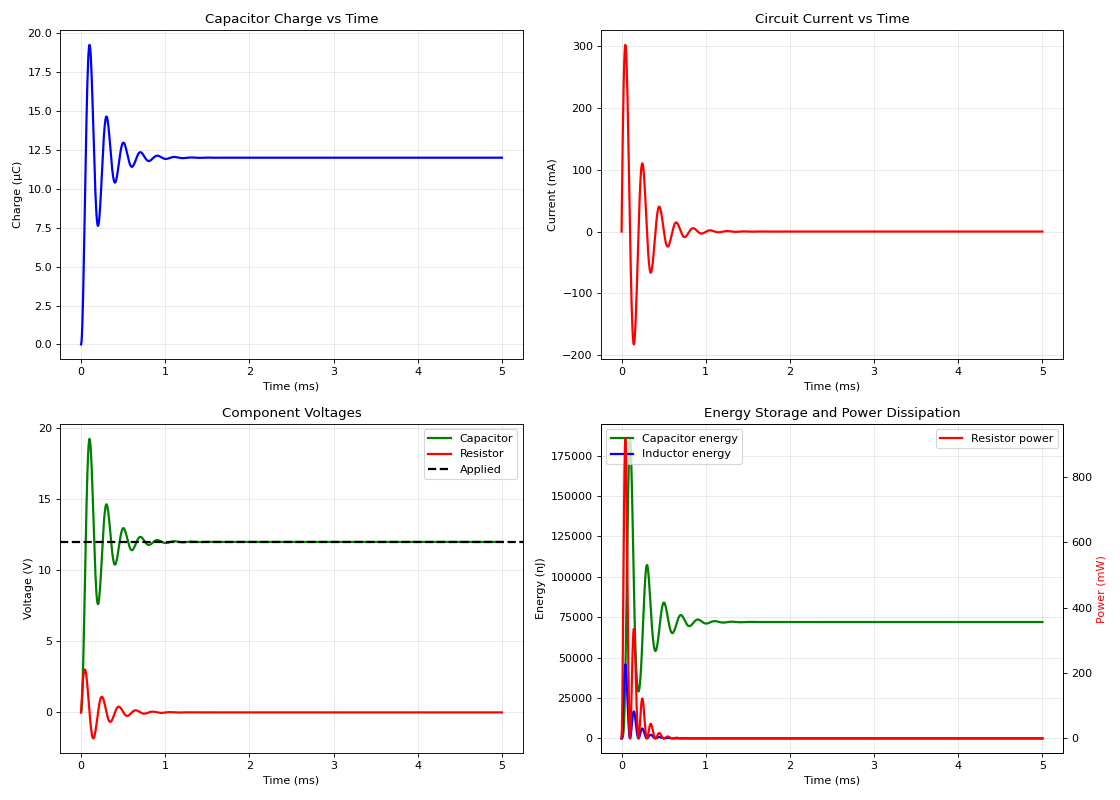 Capacitor Charge vs Time
20.0
17.5
15.0
12.5
10.0
7.5
5.0
2.5
0.0
Charge (µC)
0 1 2 3 4 5
Time (ms)
Circuit Current vs Time
300
200
100
0
−100
−200
Current (mA)
0 1 2 3 4 5
Time (ms)
Component Voltages
20
15
10
5
0
Voltage (V)
Capacitor
Resistor
Applied
0 1 2 3 4 5
Time (ms)
Energy Storage and Power Dissipation
175000
150000
125000
100000
75000
50000
25000
0
Energy (nJ)
Capacitor energy
Inductor energy
Resistor power
800
600
400
200
0
Power (mW)
0 1 2 3 4 5
Time (ms)